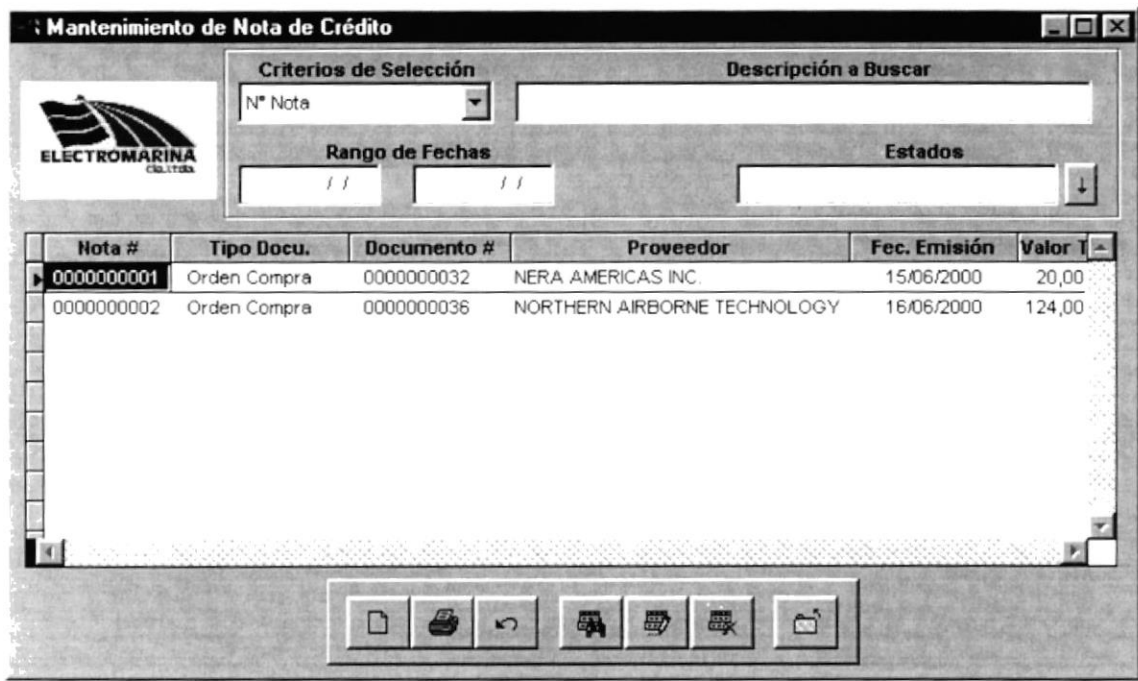 Mantenimiento de Nota de Crédito
Criterios de Selección Descripción a Buscar
N° Nota
ELECTROMARINA
Cía.Ltda.
Rango de Fechas Estados
/ / / /
Nota # Tipo Docu. Documento # Proveedor Fec. Emisión Valor T
0000000001 Orden Compra 0000000032 NERA AMERICAS INC. 15/06/2000 20,00
0000000002 Orden Compra 0000000036 NORTHERN AIRBORNE TECHNOLOGY 16/06/2000 124,00